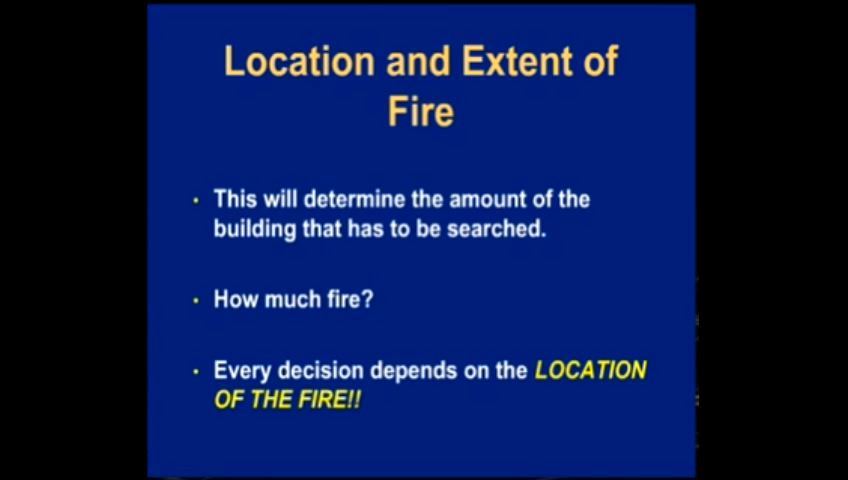 Location and Extent of
Fire
• This will determine the amount of the
building that has to be searched.
• How much fire?
• Every decision depends on the LOCATION
OF THE FIRE!!